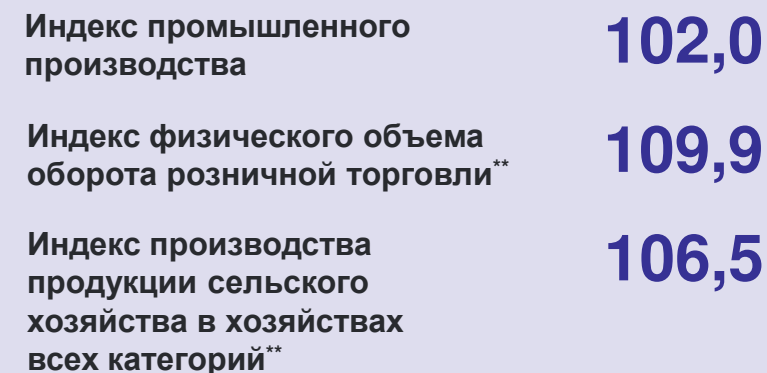 Индекс промышленного
производства
102,0
Индекс физического объема
оборота розничной торговли**
109,9
Индекс производства
продукции сельского
хозяйства в хозяйствах
всех категорий**
106,5